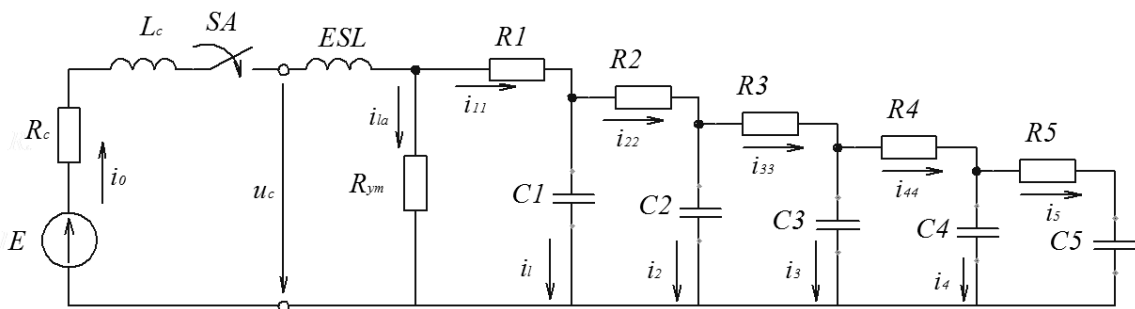 Lc
SA
ESL
R1
R2
R3
R4
R5
Rc
i0
E
uc
i1a
Rym
i11
i22
i33
i44
i5
C1
C2
C3
C4
C5
i1
i2
i3
i4